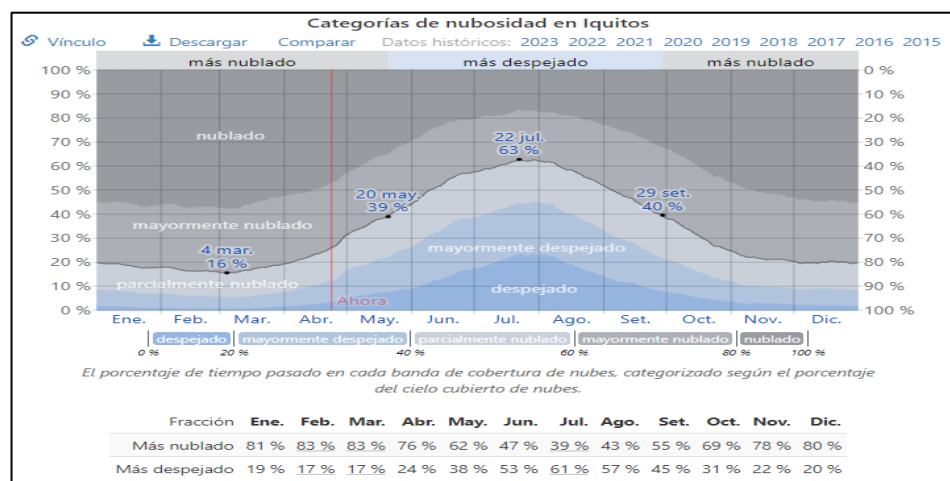 Categorías de nubosidad en Iquitos
Vínculo Descargar Comparar Datos históricos: 2023 2022 2021 2020 2019 2018 2017 2016 2015
más nublado más despejado más nublado
100 % 0 %
90 % 10 %
80 % 20 %
22 jul.
70 % nublado 30 %
63 %
60 % 40 %
20 may. 29 set.
50 % 50 %
39 % 40 %
40 % 60 %
mayormente nublado
30 % 70 %
4 mar. mayormente despejado
20 % 16 % 80 %
parcialmente nublado
10 % despejado 90 %
Ahora
0 % 100 %
Ene. Feb. Mar. Abr. May. Jun. Jul. Ago. Set. Oct. Nov. Dic.
despejado mayormente despejado parcialmente nublado mayormente nublado nublado
0 % 20 % 40 % 60 % 80 % 100 %
El porcentaje de tiempo pasado en cada banda de cobertura de nubes, categorizado según el porcentaje
del cielo cubierto de nubes.
Fracción Ene. Feb. Mar. Abr. May. Jun. Jul. Ago. Set. Oct. Nov. Dic.
Más nublado 81 % 83 % 83 % 76 % 62 % 47 % 39 % 43 % 55 % 69 % 78 % 80 %
Más despejado 19 % 17 % 17 % 24 % 38 % 53 % 61 % 57 % 45 % 31 % 22 % 20 %